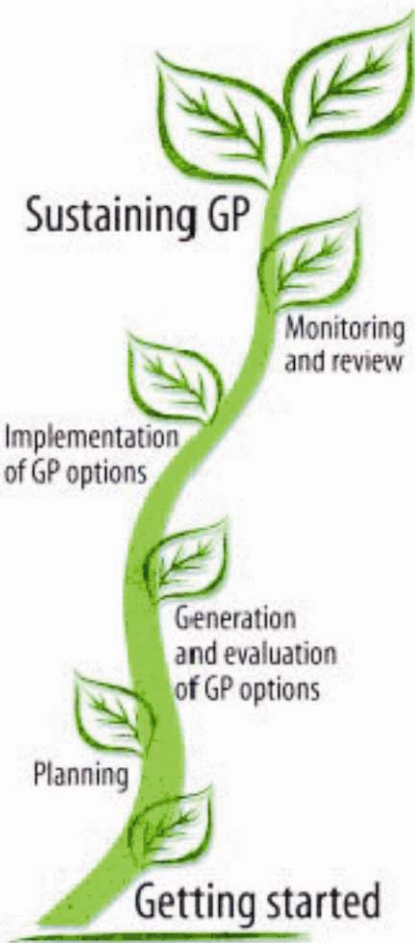 Sustaining GP
Monitoring
and review
Implementation
of GP options
Generation
and evaluation
of GP options
Planning
Getting started